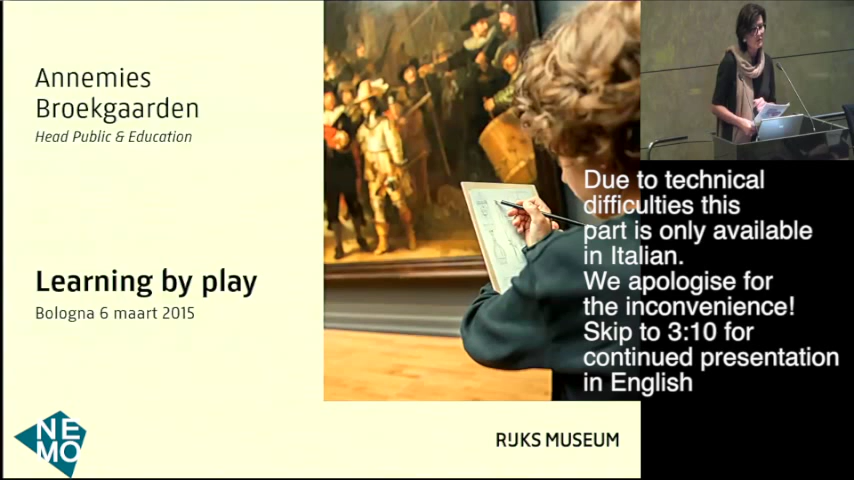 Annemies
Broekgaarden
Head Public & Education
Learning by play
Bologna 6 maart 2015
NE
MO
RIJKS MUSEUM
Due to technical
difficulties this
part is only available
in Italian.
We apologise for
the inconvenience!
Skip to 3:10 for
continued presentation
in English